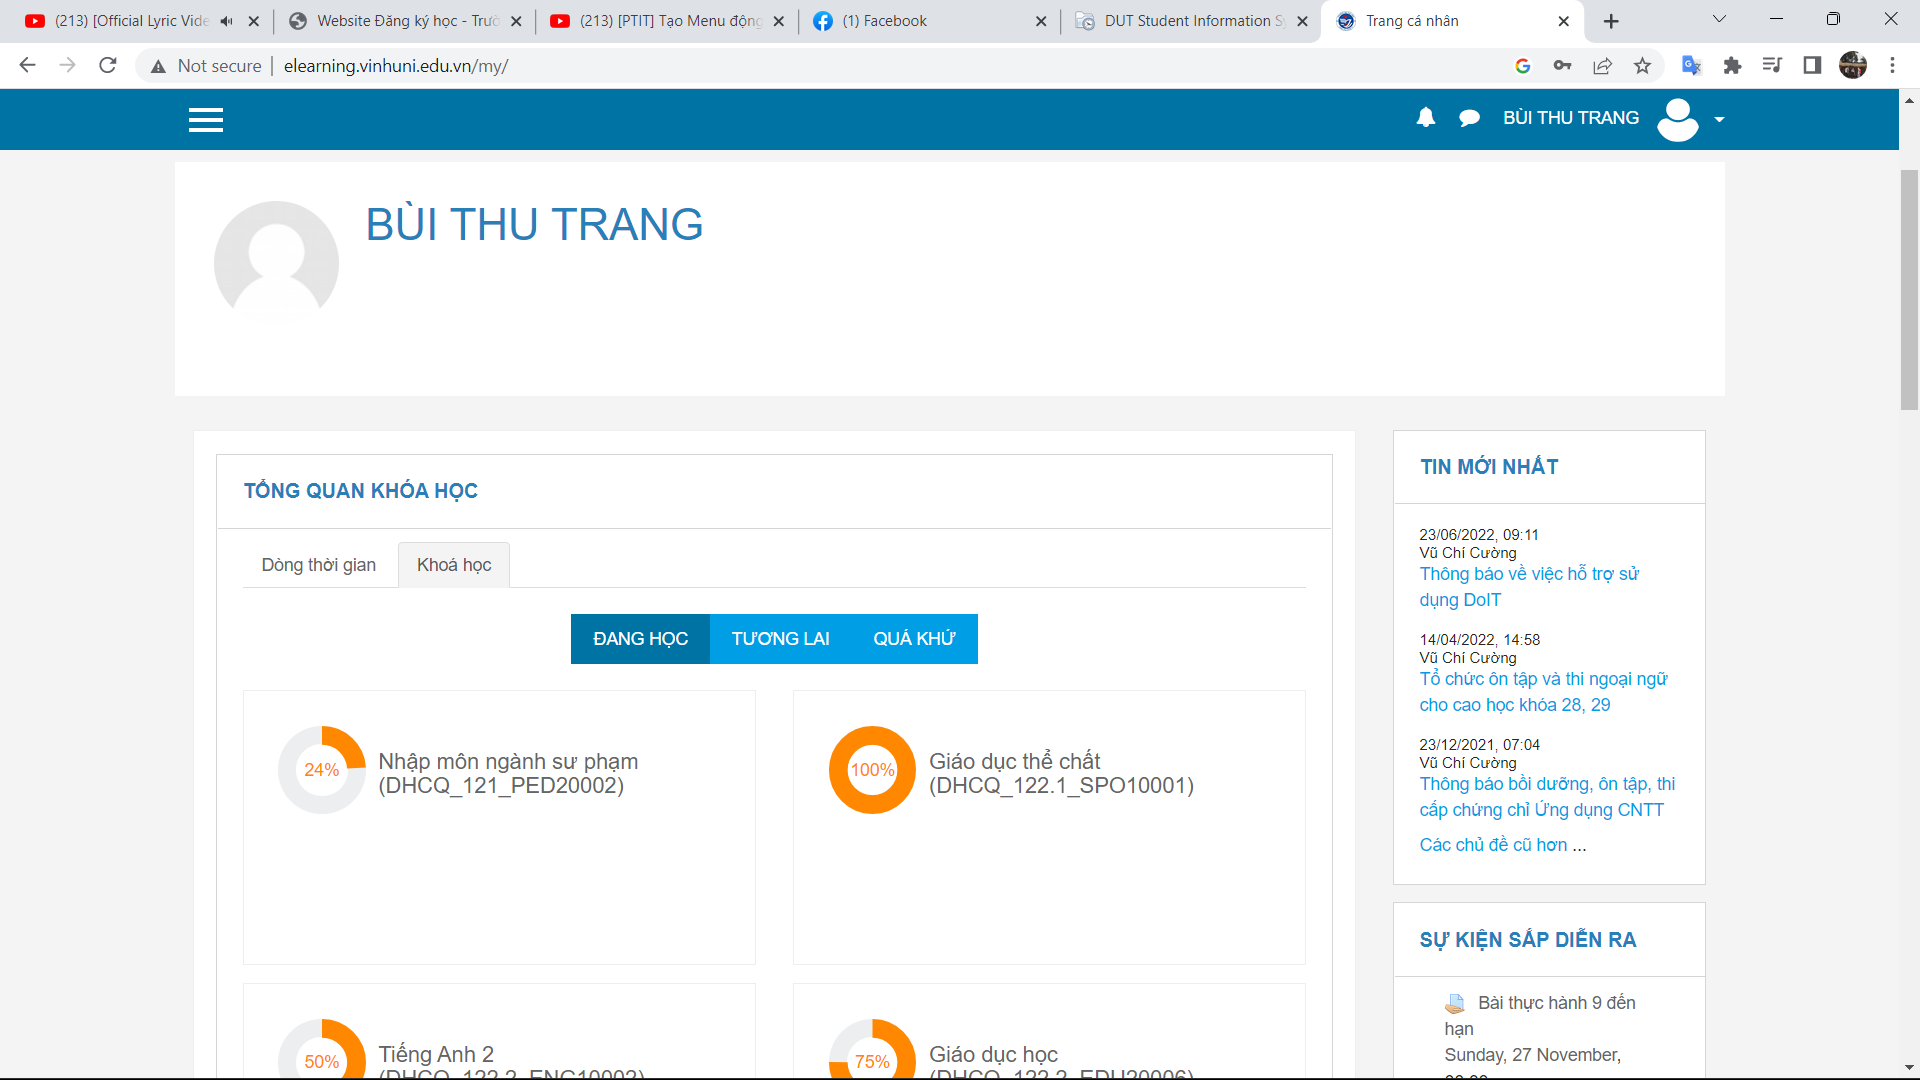 (213) [Official Lyric Vide
Website Đăng ký học - Trườ
(213) [PTIT] Tạo Menu động
(1) Facebook
DUT Student Information Sy
Trang cá nhân
Not secure
elearning.vinhuni.edu.vn/my/
BÙI THU TRANG
BÙI THU TRANG
TỔNG QUAN KHÓA HỌC
Dòng thời gian
Khoá học
ĐANG HỌC
TƯƠNG LAI
QUÁ KHỨ
24%
Nhập môn ngành sư phạm
(DHCQ_121_PED20002)
100%
Giáo dục thể chất
(DHCQ_122.1_SPO10001)
50%
Tiếng Anh 2
(DHCQ_122.2_ENG10002)
75%
Giáo dục học
(DHCQ_122.2_EDU20006)
TIN MỚI NHẤT
23/06/2022, 09:11
Vũ Chí Cường
Thông báo về việc hỗ trợ sử
dụng DoIT
14/04/2022, 14:58
Vũ Chí Cường
Tổ chức ôn tập và thi ngoại ngữ
cho cao học khóa 28, 29
23/12/2021, 07:04
Vũ Chí Cường
Thông báo bồi dưỡng, ôn tập, thi
cấp chứng chỉ Ứng dụng CNTT
Các chủ đề cũ hơn ...
SỰ KIỆN SẮP DIỄN RA
Bài thực hành 9 đến
hạn
Sunday, 27 November,